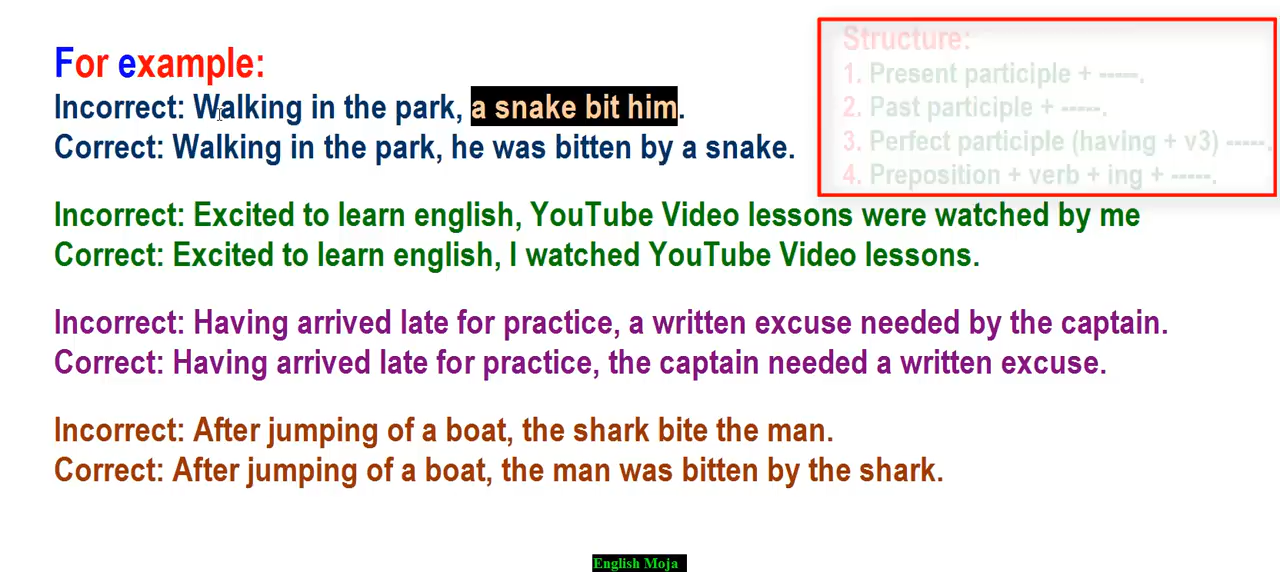 For example:
Incorrect: Walking in the park, a snake bit him.
Correct: Walking in the park, he was bitten by a snake.
Structure:
1. Present participle + -----.
2. Past participle + -----.
3. Perfect participle (having + v3) -----.
4. Preposition + verb + ing + -----.
Incorrect: Excited to learn english, YouTube Video lessons were watched by me
Correct: Excited to learn english, I watched YouTube Video lessons.
Incorrect: Having arrived late for practice, a written excuse needed by the captain.
Correct: Having arrived late for practice, the captain needed a written excuse.
Incorrect: After jumping of a boat, the shark bite the man.
Correct: After jumping of a boat, the man was bitten by the shark.
English Moja